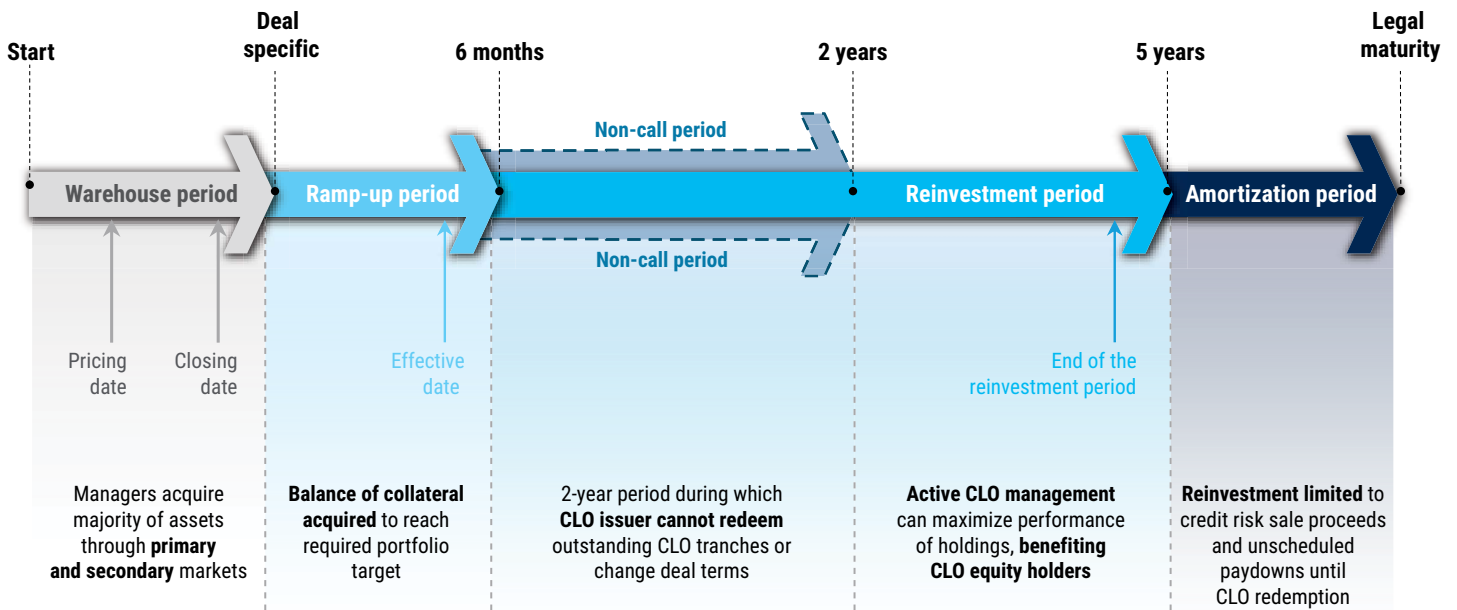 Start
Deal
specific
6 months
2 years
5 years
Legal
maturity
Non-call period
Warehouse period
Ramp-up period
Reinvestment period
Amortization period
Non-call period
Pricing
date
Closing
date
Effective
date
End of the
reinvestment period
Managers acquire
majority of assets
through primary
and secondary markets
Balance of collateral
acquired to reach
required portfolio
target
2-year period during which
CLO issuer cannot redeem
outstanding CLO tranches or
change deal terms
Active CLO management
can maximize performance
of holdings, benefiting
CLO equity holders
Reinvestment limited to
credit risk sale proceeds
and unscheduled
paydowns until
CLO redemption